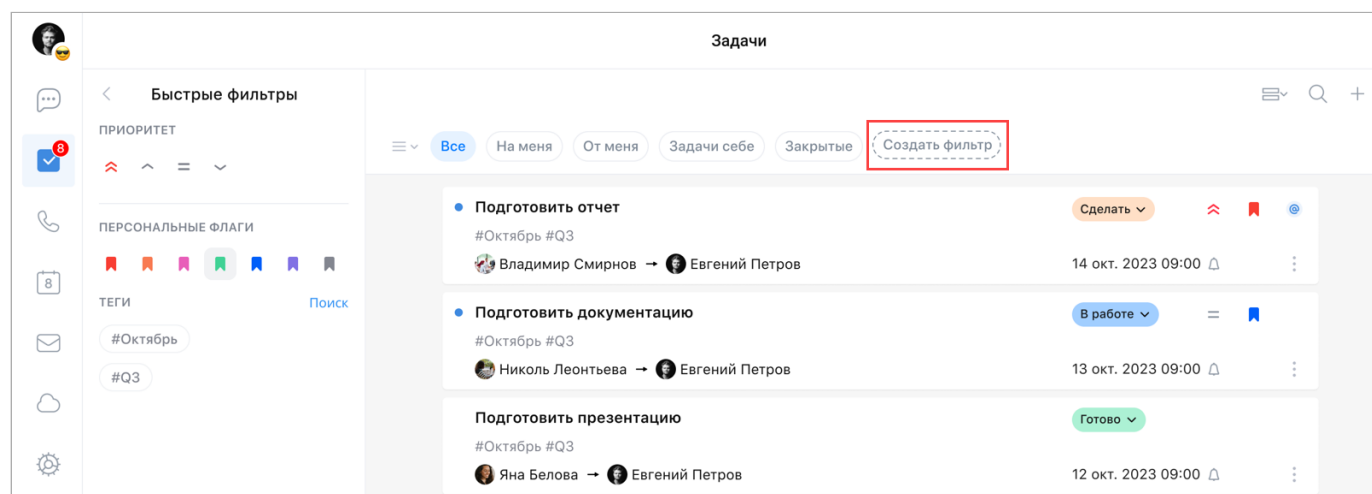 Задачи
Быстрые фильтры
ПРИОРИТЕТ
8
ПЕРСОНАЛЬНЫЕ ФЛАГИ
8
ТЕГИ Поиск
#Октябрь
#Q3
Все На меня От меня Задачи себе Закрытые Создать фильтр
Подготовить отчет Сделать @
#Октябрь #Q3
Владимир Смирнов → Евгений Петров 14 окт. 2023 09:00
Подготовить документацию В работе
#Октябрь #Q3
Николь Леонтьева → Евгений Петров 13 окт. 2023 09:00
Подготовить презентацию Готово
#Октябрь #Q3
Яна Белова → Евгений Петров 12 окт. 2023 09:00